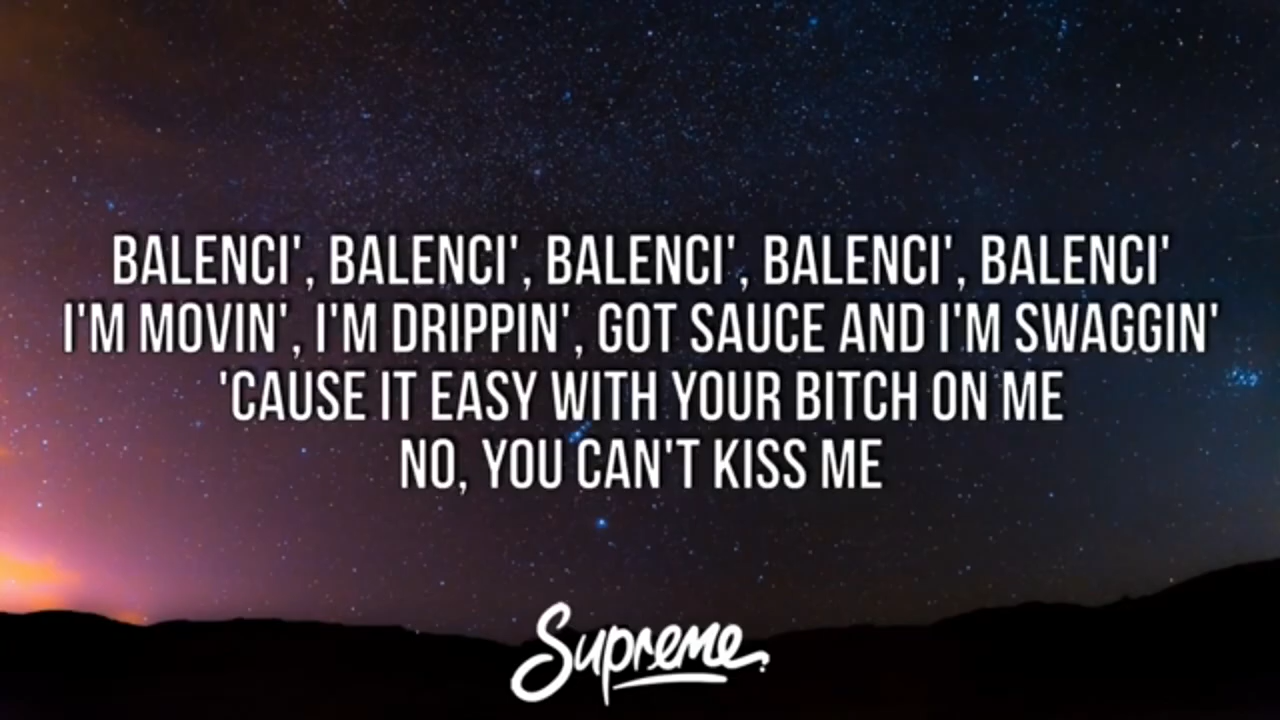 BALENCI', BALENCI', BALENCI', BALENCI', BALENCI'
I'M MOVIN', I'M DRIPPIN', GOT SAUCE AND I'M SWAGGIN'
'CAUSE IT EASY WITH YOUR BITCH ON ME
NO, YOU CAN'T KISS ME
Supreme